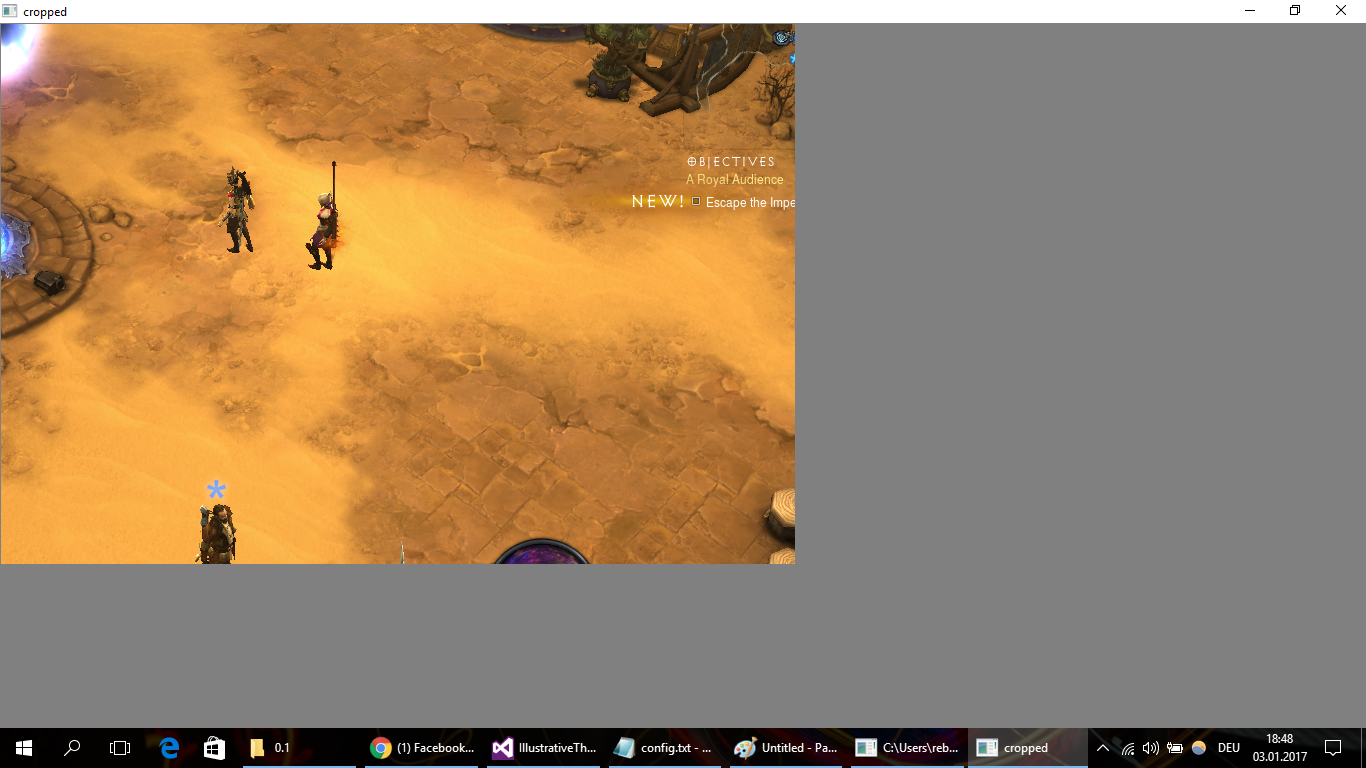 cropped
OBJECTIVES
A Royal Audience
NEW! Escape the Impe
0.1
(1) Facebook...
IllustrativeTh...
config.txt - ...
Untitled - Pa...
C:\Users\reb...
cropped
DEU
18:48
03.01.2017